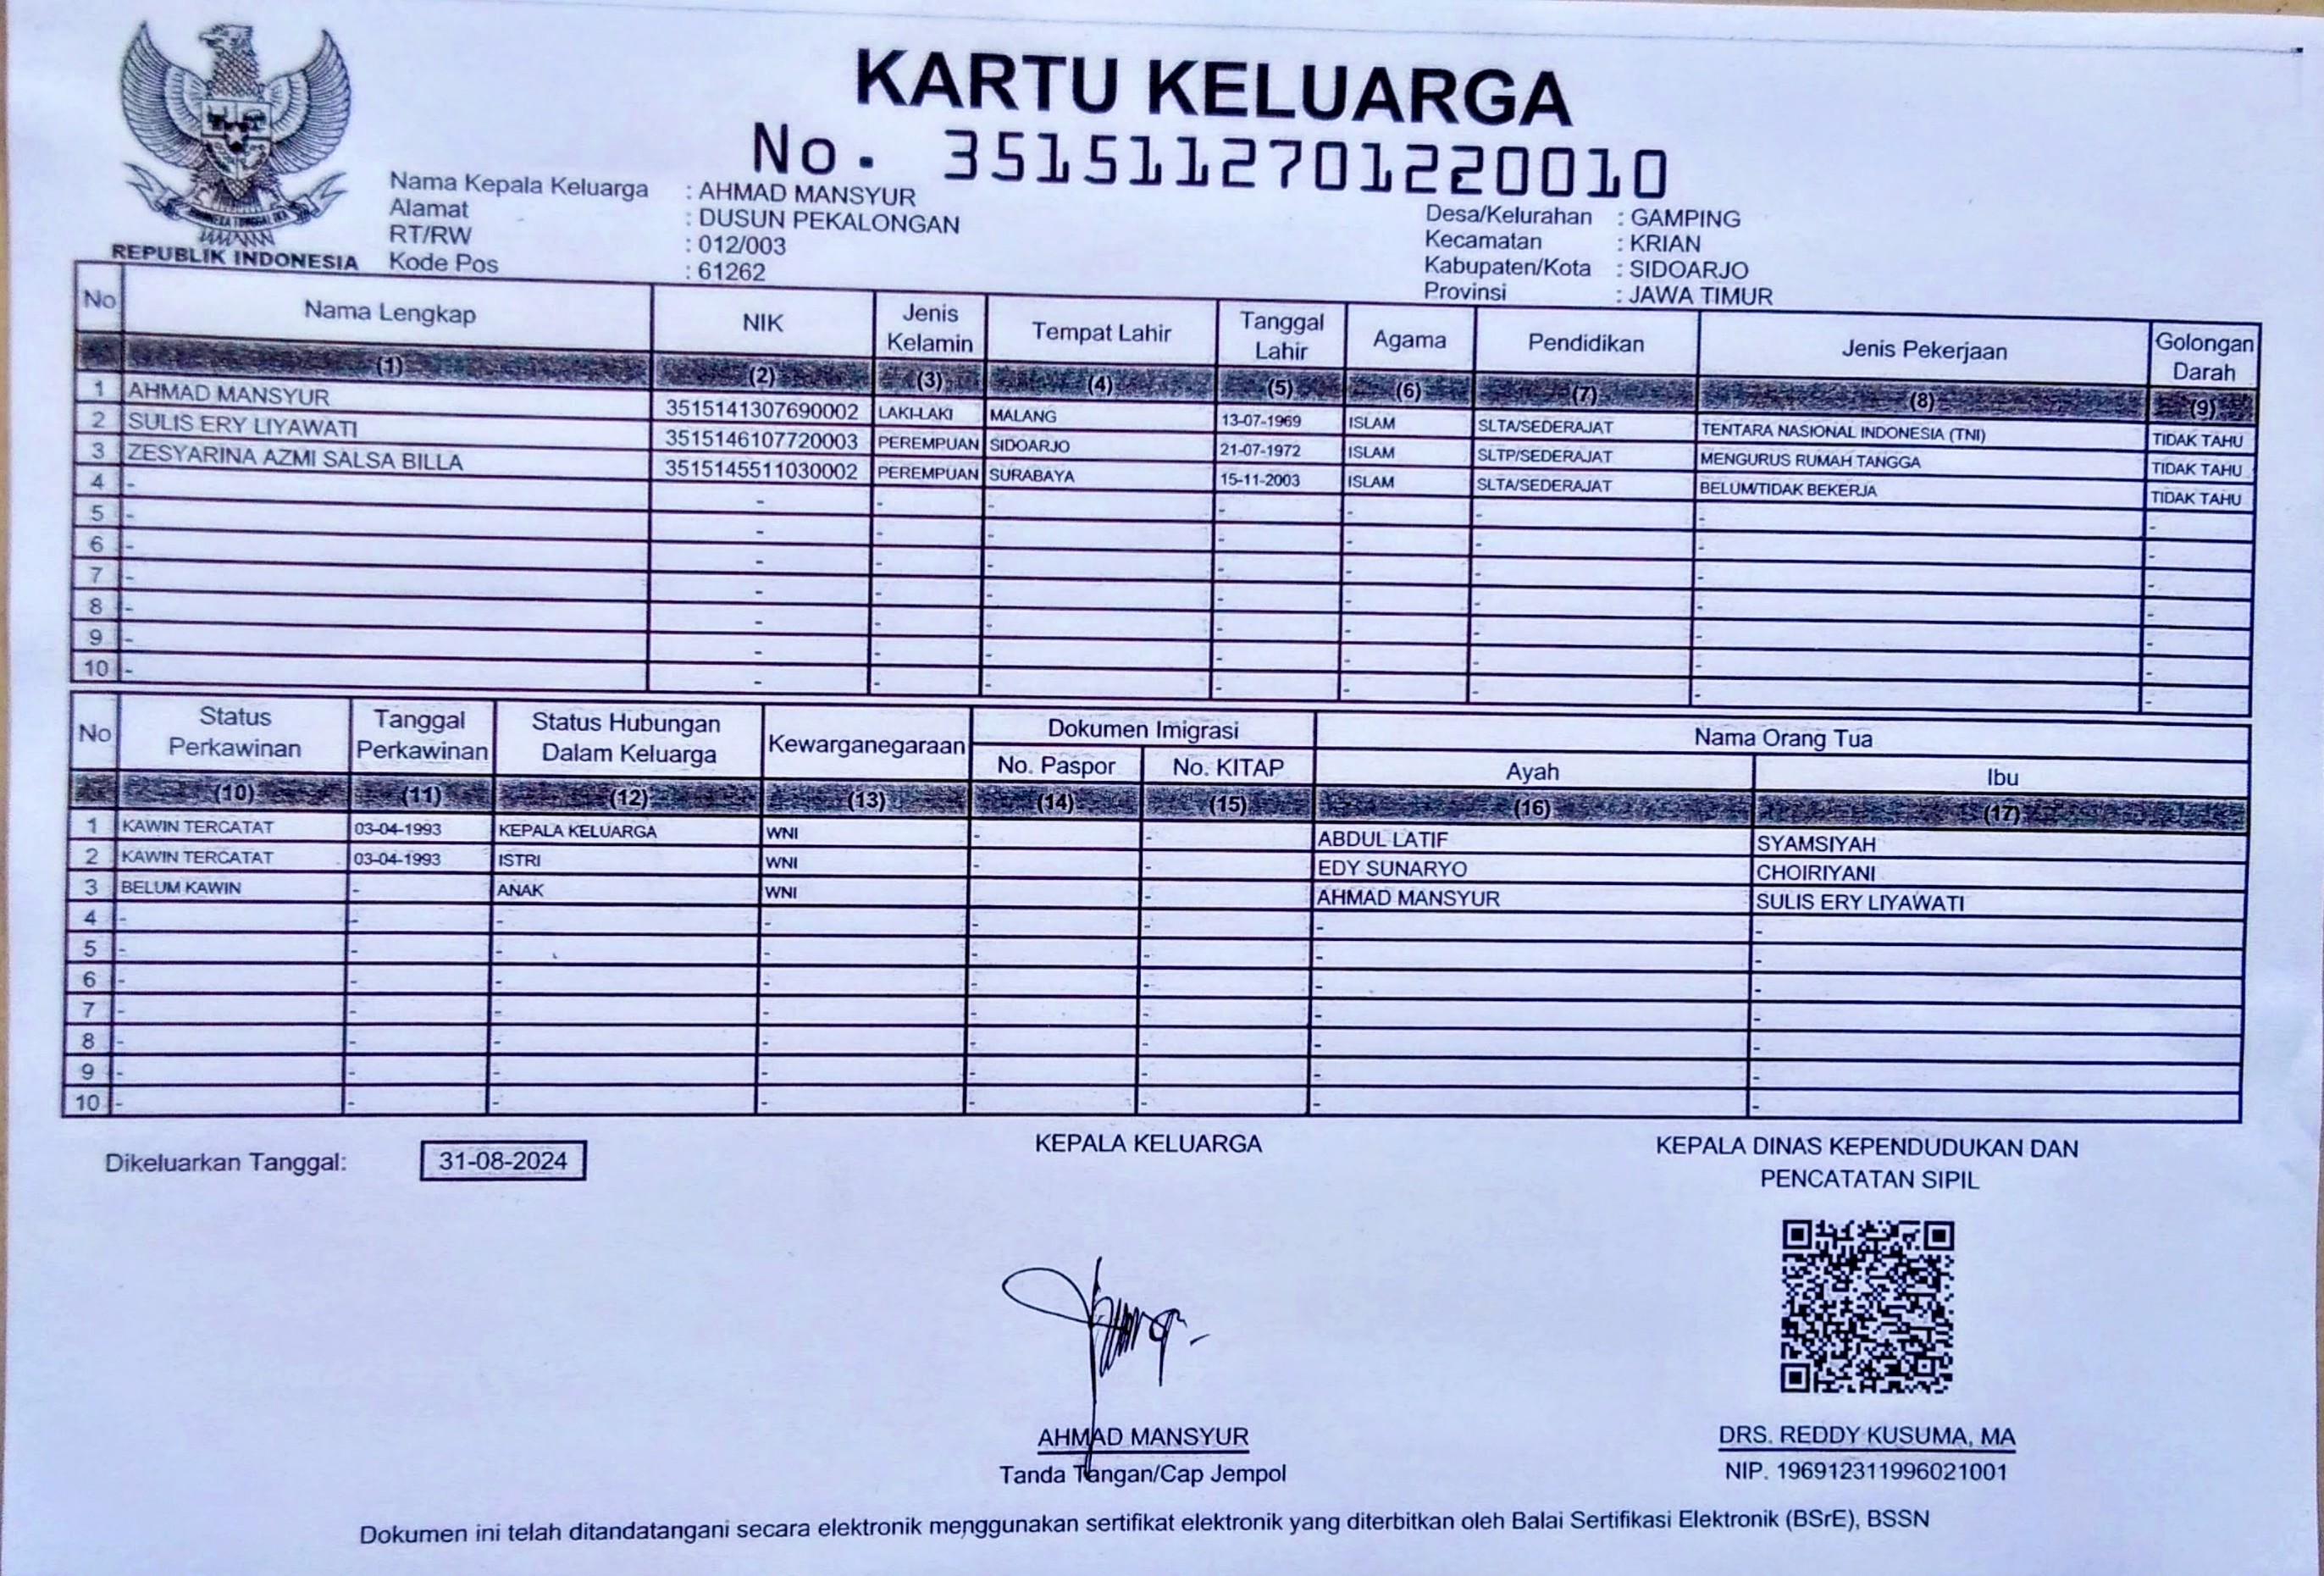 KARTU KELUARGA
No. 3515112701220010
REPUBLIK INDONESIA
Nama Kepala Keluarga : AHMAD MANSYUR
Alamat : DUSUN PEKALONGAN
RT/RW : 012/003
Kode Pos : 61262
Desa/Kelurahan : GAMPING
Kecamatan : KRIAN
Kabupaten/Kota : SIDOARJO
Provinsi : JAWA TIMUR
No Nama Lengkap NIK Jenis Kelamin Tempat Lahir Tanggal Lahir Agama Pendidikan Jenis Pekerjaan Golongan Darah
(1) (2) (3) (4) (5) (6) (7) (8) (9)
1 AHMAD MANSYUR 3515141307690002 LAKI-LAKI MALANG 13-07-1969 ISLAM SLTA/SEDERAJAT TENTARA NASIONAL INDONESIA (TNI) TIDAK TAHU
2 SULIS ERY LIYAWATI 3515146107720003 PEREMPUAN SIDOARJO 21-07-1972 ISLAM SLTP/SEDERAJAT MENGURUS RUMAH TANGGA TIDAK TAHU
3 ZESYARINA AZMI SALSA BILLA 3515145511030002 PEREMPUAN SURABAYA 15-11-2003 ISLAM SLTA/SEDERAJAT BELUM/TIDAK BEKERJA TIDAK TAHU
4 - - - - - - - - -
5 - - - - - - - - -
6 - - - - - - - - -
7 - - - - - - - - -
8 - - - - - - - - -
9 - - - - - - - - -
10 - - - - - - - - -
No Status Perkawinan Tanggal Perkawinan Status Hubungan Dalam Keluarga Kewarganegaraan Dokumen Imigrasi Nama Orang Tua
No. Paspor No. KITAP Ayah Ibu
(10) (11) (12) (13) (14) (15) (16) (17)
1 KAWIN TERCATAT 03-04-1993 KEPALA KELUARGA WNI - - ABDUL LATIF SYAMSIYAH
2 KAWIN TERCATAT 03-04-1993 ISTRI WNI - - EDY SUNARYO CHOIRIYANI
3 BELUM KAWIN - ANAK WNI - - AHMAD MANSYUR SULIS ERY LIYAWATI
4 - - - - - - - -
5 - - - - - - - -
6 - - - - - - - -
7 - - - - - - - -
8 - - - - - - - -
9 - - - - - - - -
10 - - - - - - - -
Dikeluarkan Tanggal: 31-08-2024
KEPALA KELUARGA
AHMAD MANSYUR
Tanda Tangan/Cap Jempol
KEPALA DINAS KEPENDUDUKAN DAN
PENCATATAN SIPIL
DRS. REDDY KUSUMA, MA
NIP. 196912311996021001
Dokumen ini telah ditandatangani secara elektronik menggunakan sertifikat elektronik yang diterbitkan oleh Balai Sertifikasi Elektronik (BSrE), BSSN